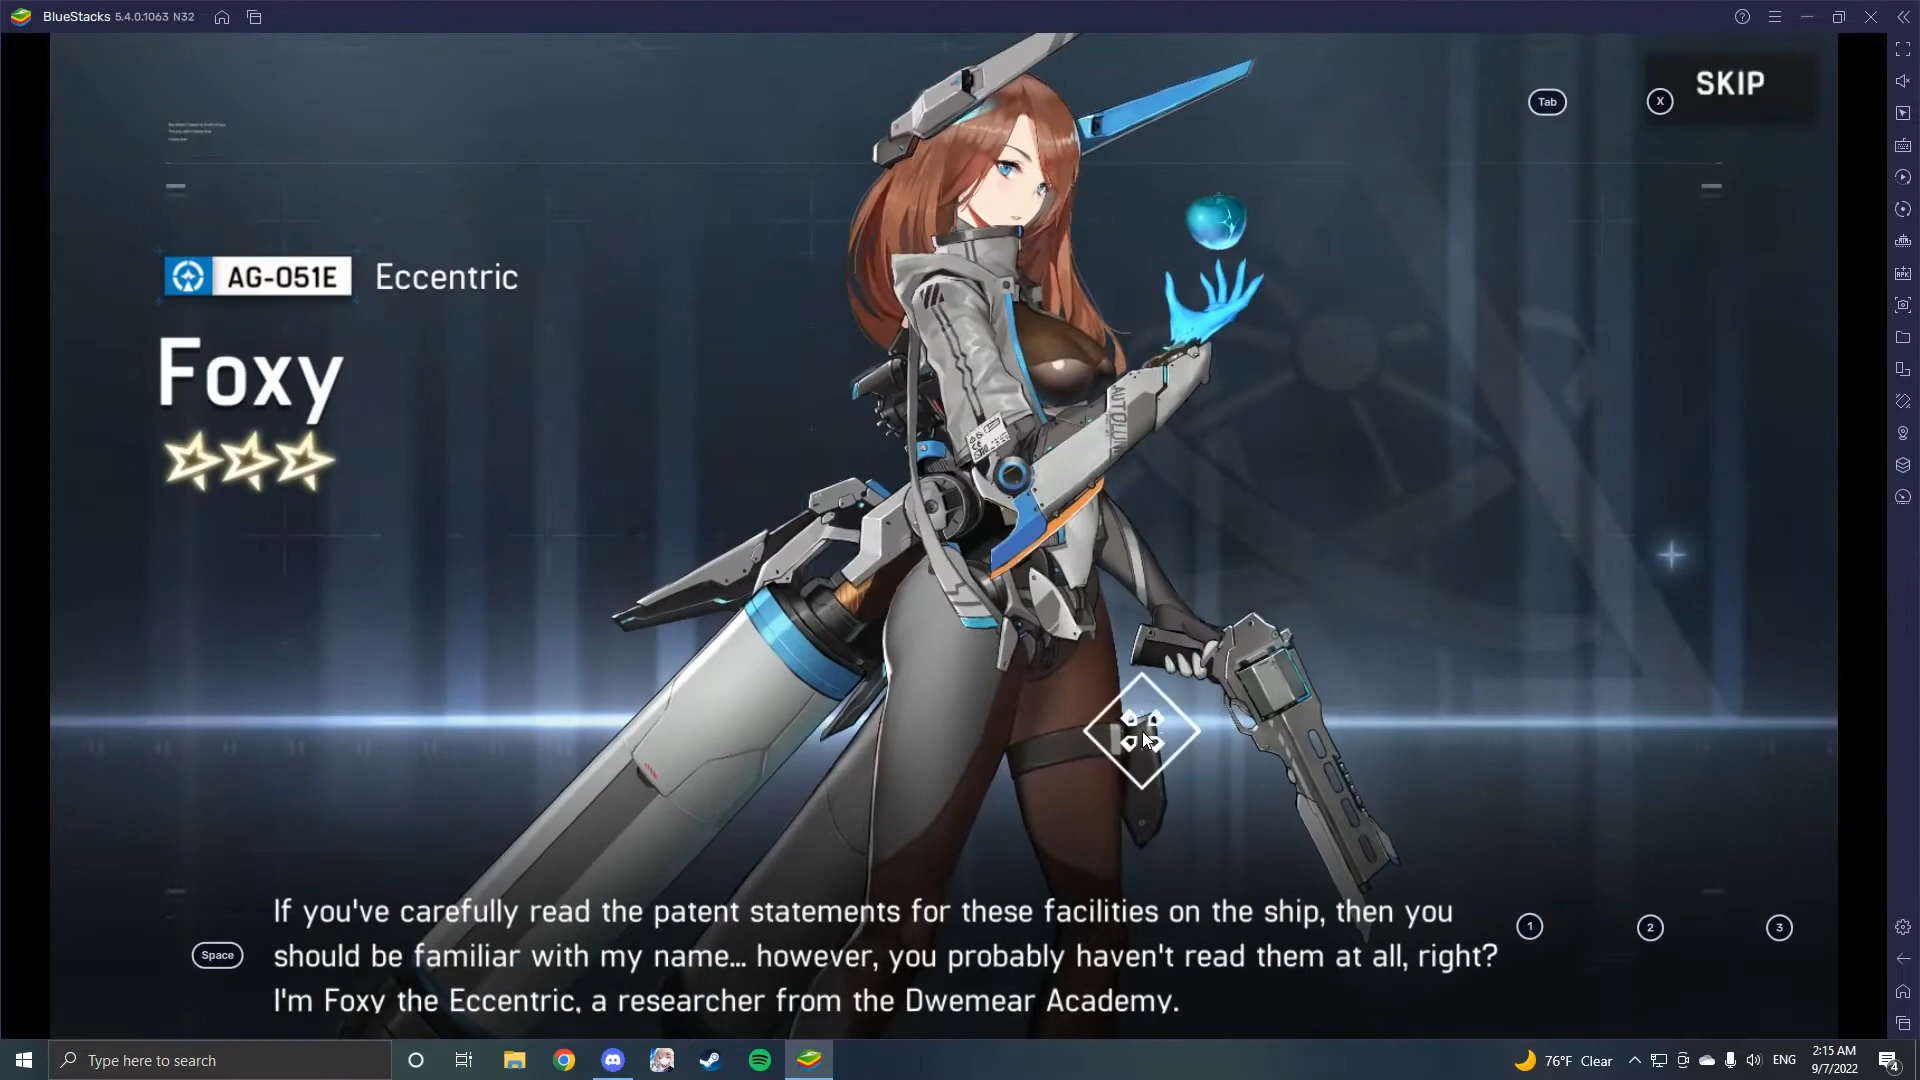 BlueStacks 5.4.0.1063 N32
SKIP
Tab
X
AG-051E
Eccentric
Foxy
If you've carefully read the patent statements for these facilities on the ship, then you
should be familiar with my name... however, you probably haven't read them at all, right?
I'm Foxy the Eccentric, a researcher from the Dwemear Academy.
Space
1
2
3
Type here to search
76°F Clear
ENG
2:15 AM
9/7/2022
4